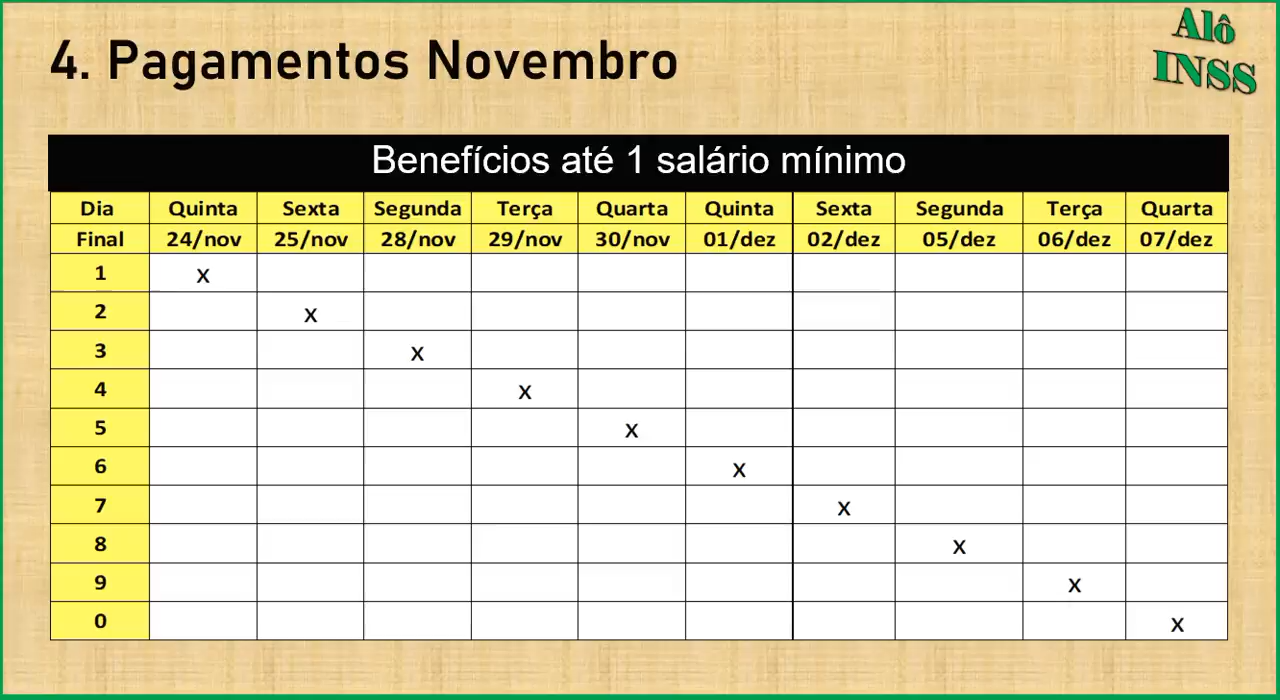 4. Pagamentos Novembro
Alô
INSS
Benefícios até 1 salário mínimo
Dia Quinta Sexta Segunda Terça Quarta Quinta Sexta Segunda Terça Quarta
Final 24/nov 25/nov 28/nov 29/nov 30/nov 01/dez 02/dez 05/dez 06/dez 07/dez
1 x
2 x
3 x
4 x
5 x
6 x
7 x
8 x
9 x
0 x